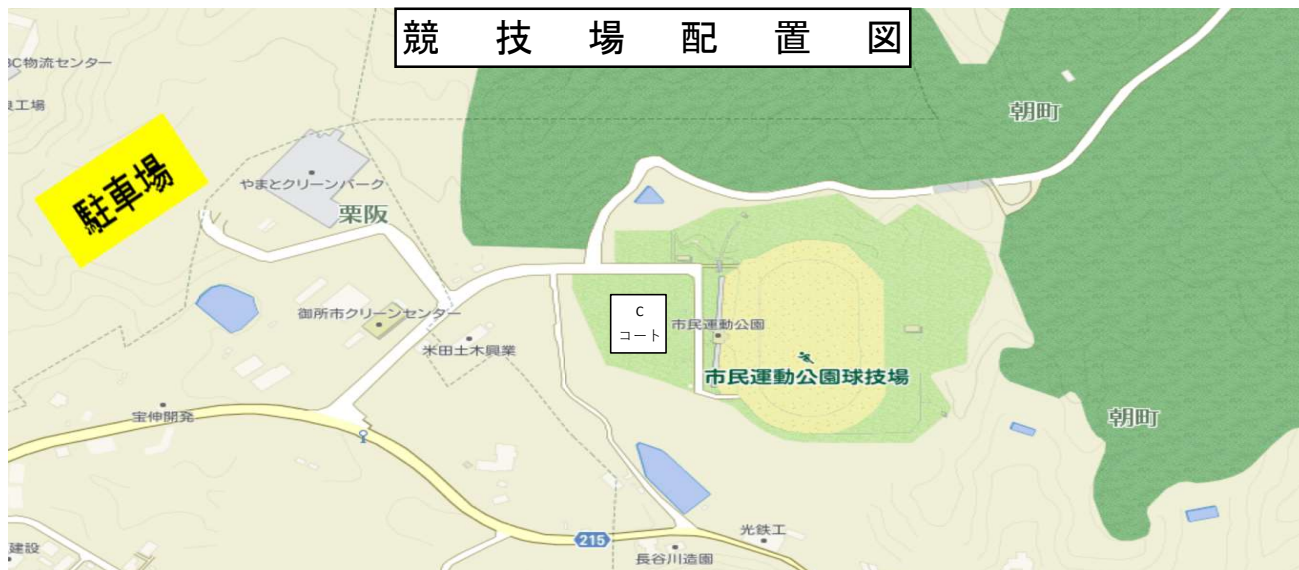 競技場配置図
BC物流センター
良工場
駐車場
やまとクリーンパーク
栗阪
朝町
御所市クリーンセンター
米田土木興業
C
コート
市民運動公園
市民運動公園球技場
宝伸開発
朝町
215
光鉄工
長谷川造園
建設